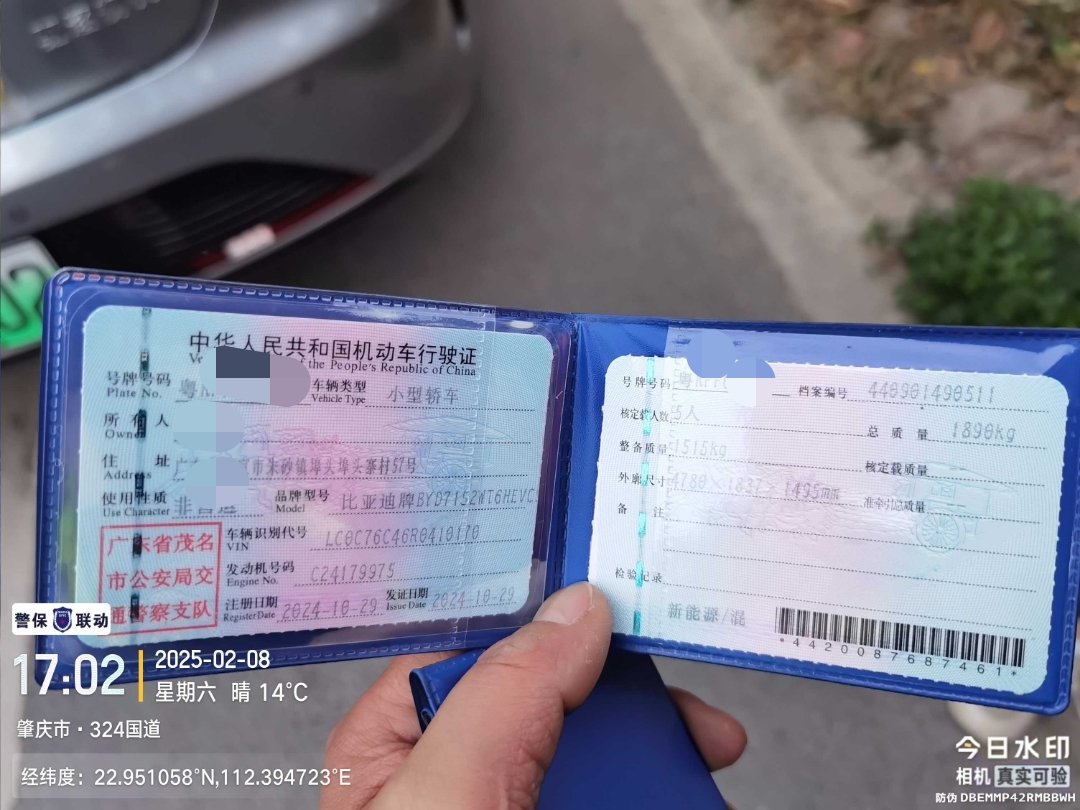 中华人民共和国机动车行驶证
the People's Republic of China
号牌号码 粤
Plate No.
车辆类型 小型轿车
Vehicle Type
所有人
Owner
住址 市朱砂镇埠头埠头寨村57号
Address
使用性质 非
Use Character
品牌型号 比亚迪牌BYD7152WT6HEVC
Model
广东省茂名
市公安局交
通警察支队
车辆识别代号 LC0C76C46R0410170
VIN
发动机号码 C24179975
Engine No.
注册日期 2024-10-29
Register Date
发证日期 2024-10-29
Issue Date
号牌号码
档案编号 440901490511
核定载人数 5人
总质量 1890kg
整备质量 1515kg
核定载质量
外廓尺寸 4780×1837×1495mm
准牵引总质量
备注
检验记录
新能源/混
*4420087687461*
警保 联动
17:02
2025-02-08
星期六 晴 14°C
肇庆市·324国道
经纬度：22.951058°N,112.394723°E
今日水印
相机 真实可验
防伪 DBEMMP42RMBBWH